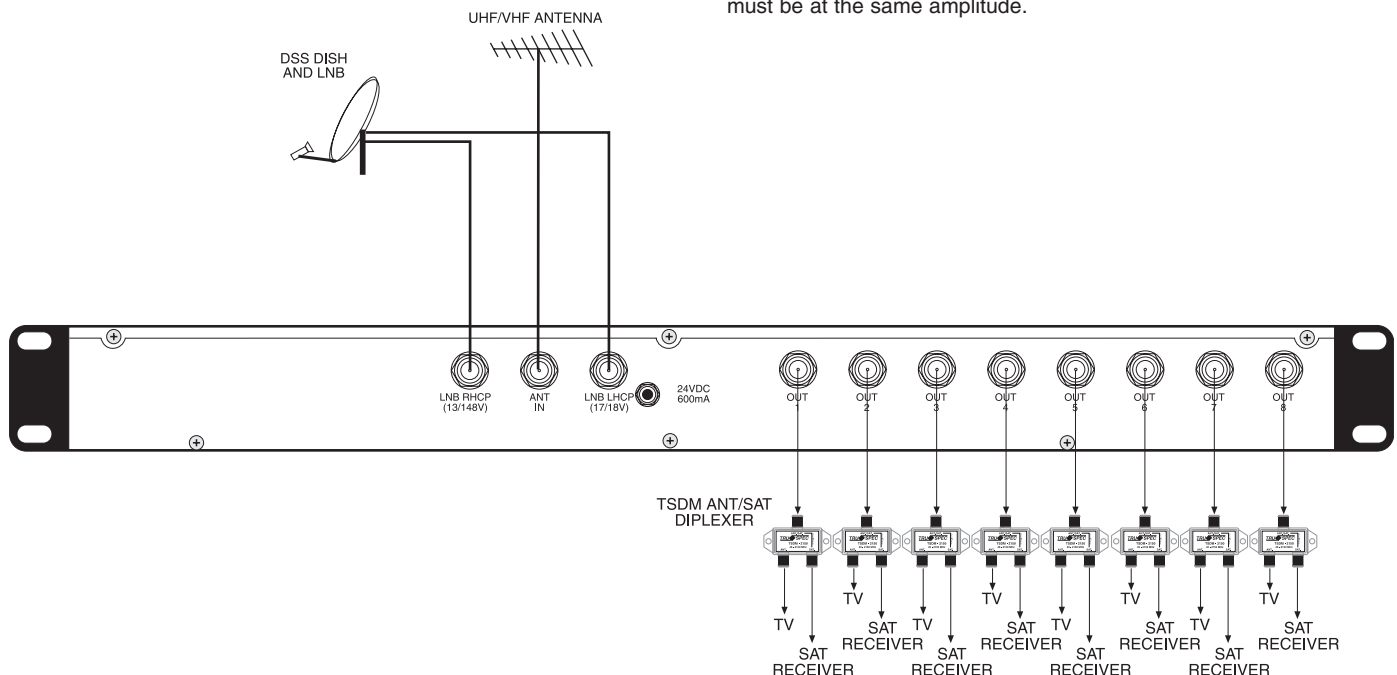 must be at the same amplitude.
UHF/VHF ANTENNA
DSS DISH
AND LNB
LNB RHCP
(13/148V)
ANT
IN
LNB LHCP
(17/18V)
24VDC
600mA
OUT
1
OUT
2
OUT
3
OUT
4
OUT
5
OUT
6
OUT
7
OUT
8
TSDM ANT/SAT
DIPLEXER
TV
SAT
RECEIVER
TV
SAT
RECEIVER
TV
SAT
RECEIVER
TV
SAT
RECEIVER
TV
SAT
RECEIVER
TV
SAT
RECEIVER
TV
SAT
RECEIVER
TV
SAT
RECEIVER